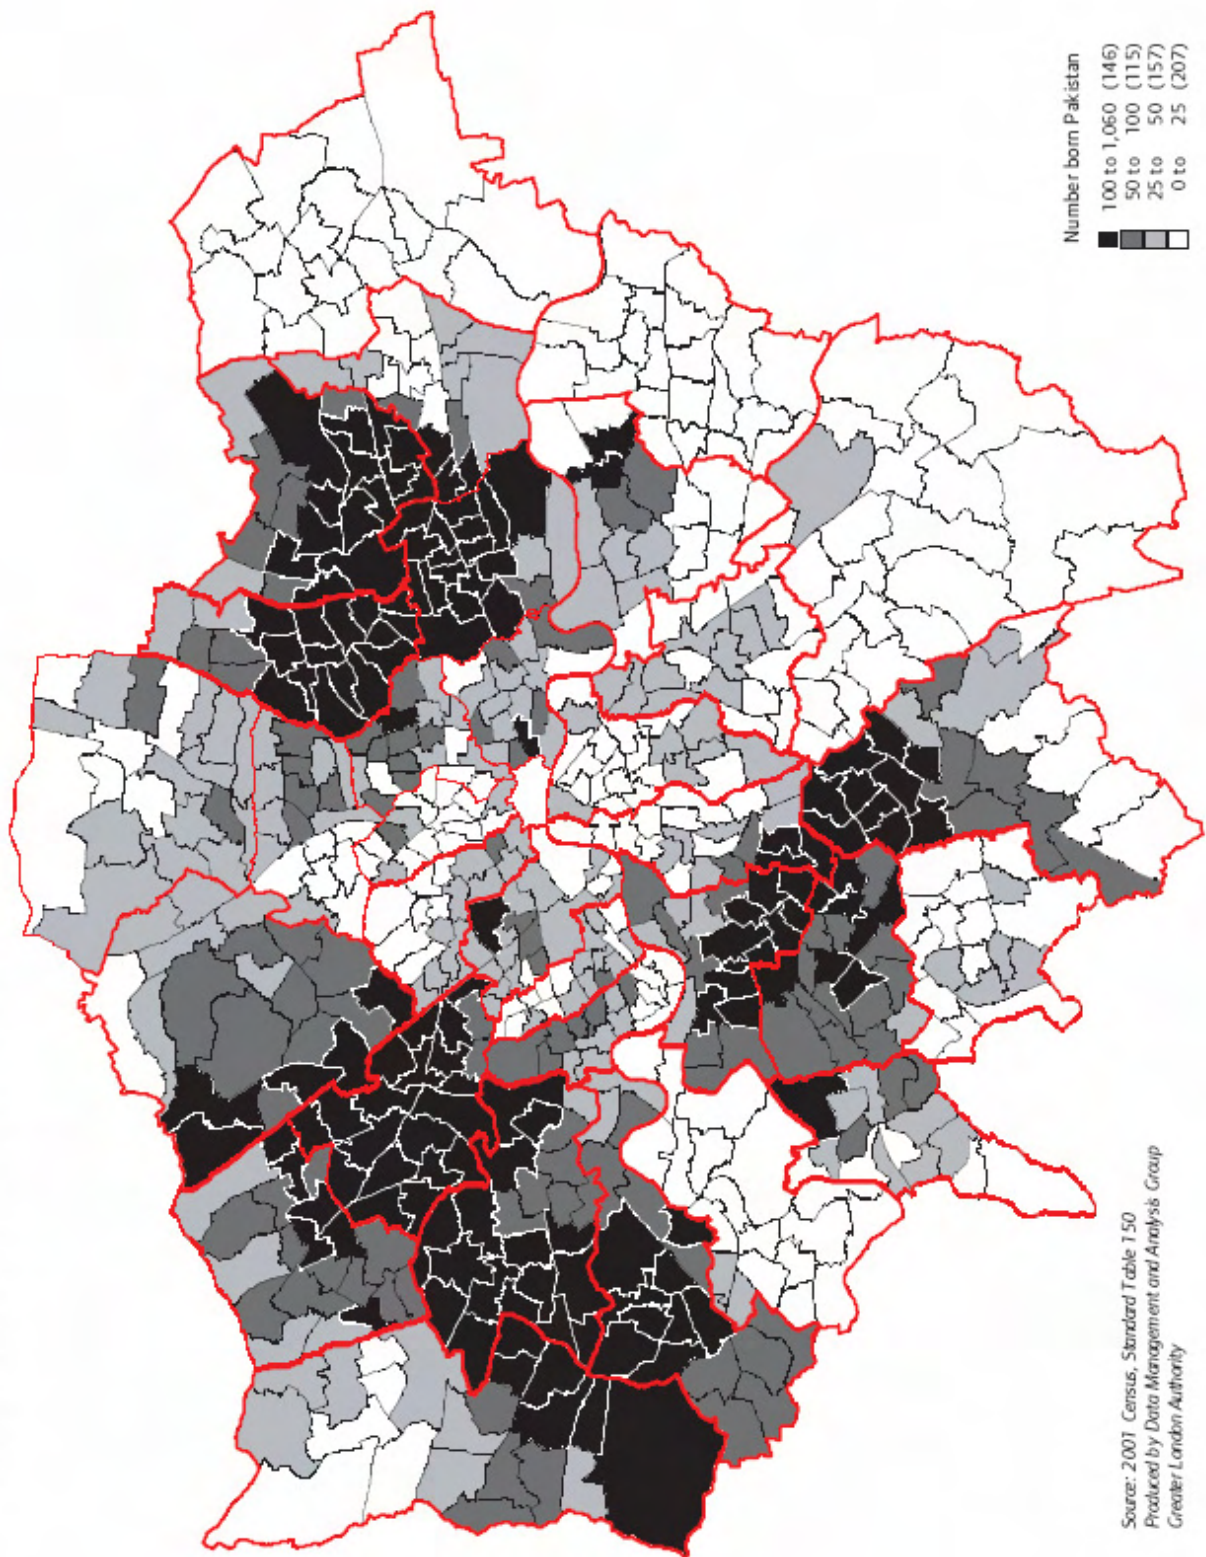 Number born Pakistan
100 to 1,060 (146)
50 to 100 (115)
25 to 50 (157)
0 to 25 (207)
Source: 2001 Census, Standard Table 150
Produced by Data Management and Analysis Group
Greater London Authority